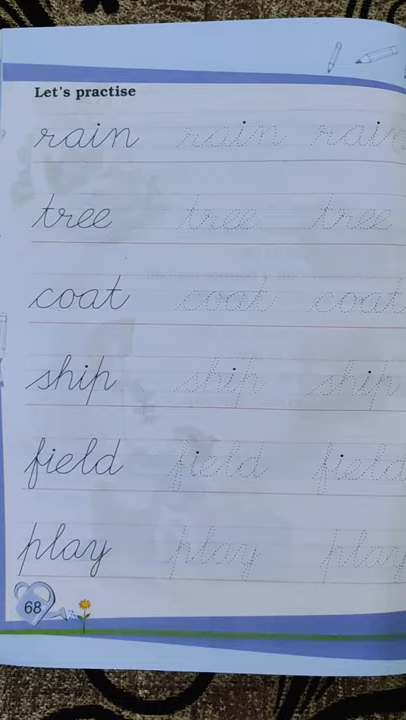 Let's practise
rain rain rain
tree tree tree
coat coat coat
ship ship ship
field field field
play play play
68